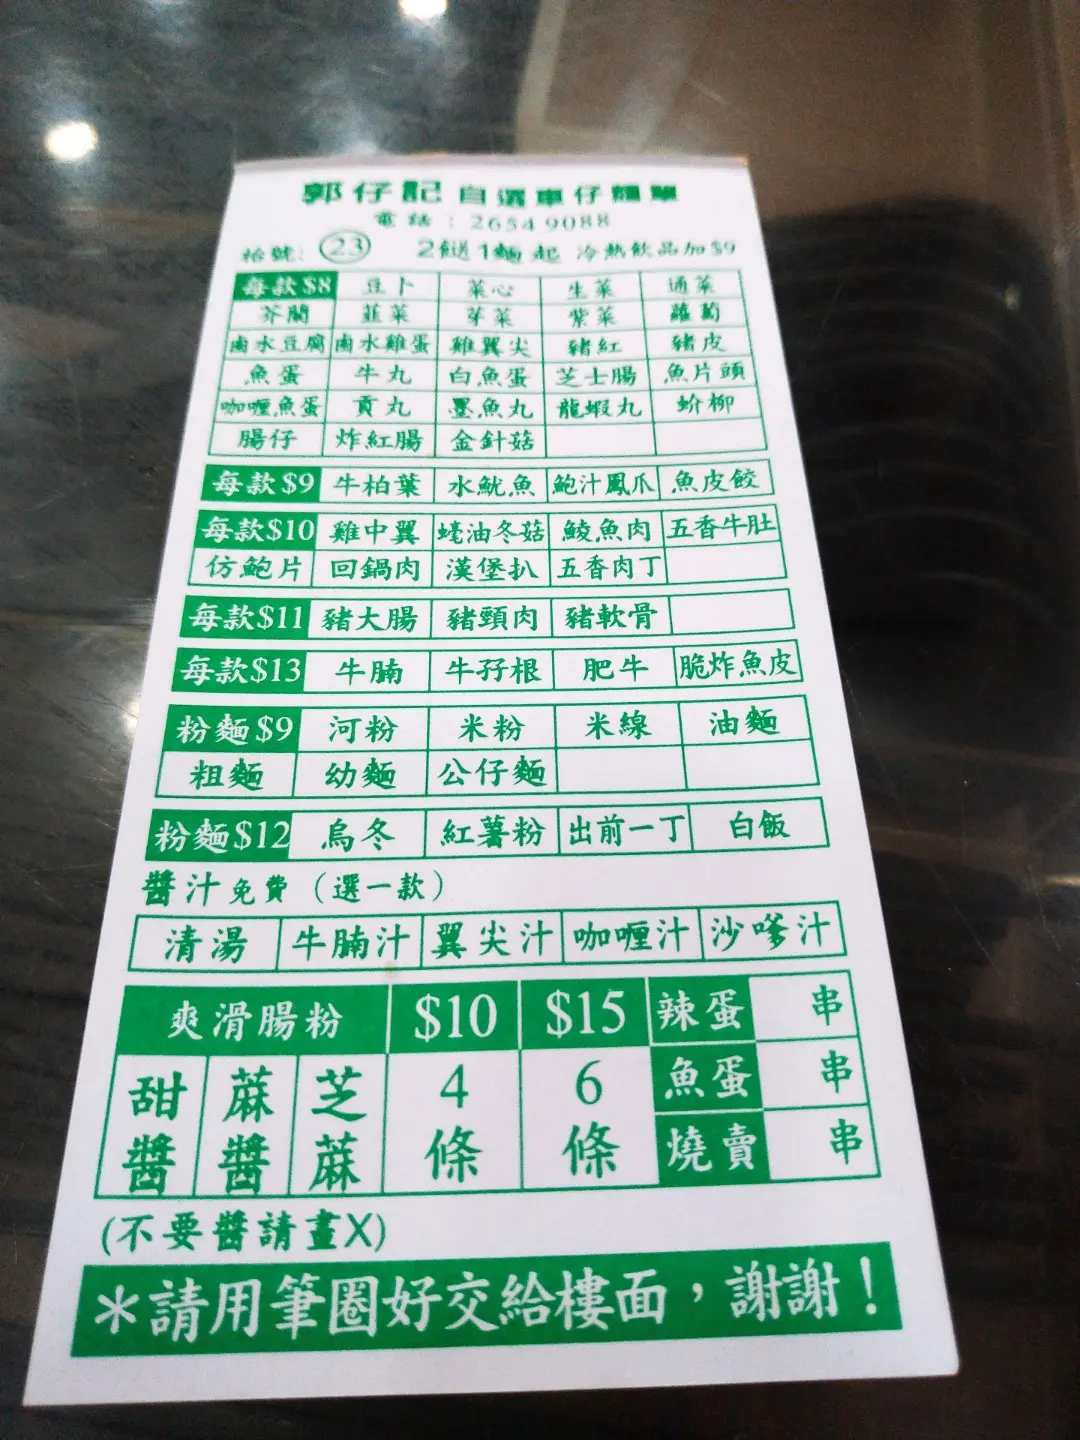 郭仔記 自選車仔麵單
電話：2654 9088
枱號：23 2餸1麵起 冷熱飲品加$9
每款$8 豆卜 菜心 生菜 通菜
芥蘭 韮菜 芽菜 紫菜 蘿蔔
鹵水豆腐 鹵水雞蛋 雞翼尖 豬紅 豬皮
魚蛋 牛丸 白魚蛋 芝士腸 魚片頭
咖喱魚蛋 貢丸 墨魚丸 龍蝦丸 蚧柳
腸仔 炸紅腸 金針菇
每款$9 牛柏葉 水魷魚 鮑汁鳳爪 魚皮餃
每款$10 雞中翼 蠔油冬菇 鯪魚肉 五香牛肚
仿鮑片 回鍋肉 漢堡扒 五香肉丁
每款$11 豬大腸 豬頸肉 豬軟骨
每款$13 牛腩 牛孖根 肥牛 脆炸魚皮
粉麵$9 河粉 米粉 米線 油麵
粗麵 幼麵 公仔麵
粉麵$12 烏冬 紅薯粉 出前一丁 白飯
醬汁免費（選一款）
清湯 牛腩汁 翼尖汁 咖喱汁 沙嗲汁
爽滑腸粉 $10 $15 辣蛋 串
甜醬 蔴醬 芝蔴 4條 6條 魚蛋 串
燒賣 串
(不要醬請畫X)
＊請用筆圈好交給樓面，謝謝！